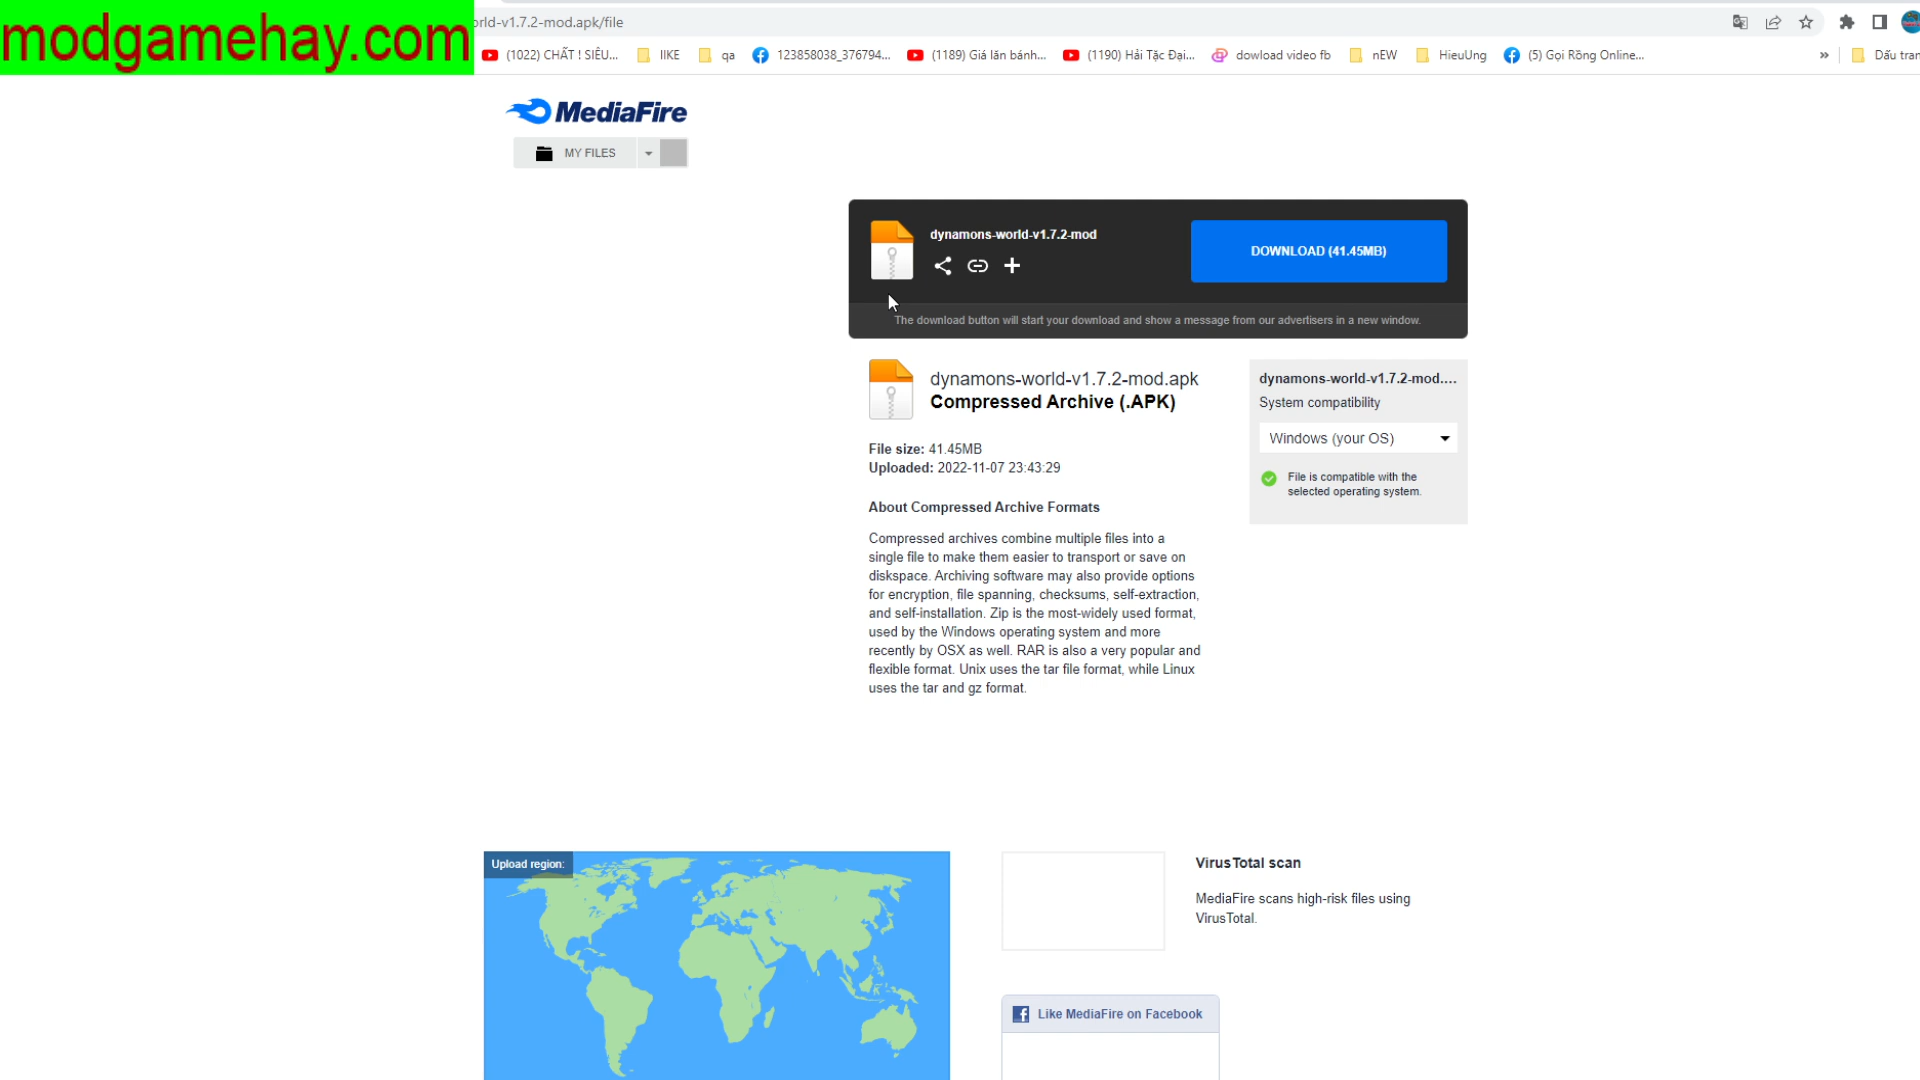 modgamehay.com
rld-v1.7.2-mod.apk/file
(1022) CHẤT ! SIÊU...
IIKE
qa
123858038_376794...
(1189) Giá lăn bánh...
(1190) Hải Tặc Đại...
dowload video fb
nEW
HieuUng
(5) Gọi Rồng Online...
»
Dấu tran
MediaFire
MY FILES
dynamons-world-v1.7.2-mod
DOWNLOAD (41.45MB)
The download button will start your download and show a message from our advertisers in a new window.
dynamons-world-v1.7.2-mod.apk
Compressed Archive (.APK)
File size: 41.45MB
Uploaded: 2022-11-07 23:43:29
About Compressed Archive Formats
Compressed archives combine multiple files into a
single file to make them easier to transport or save on
diskspace. Archiving software may also provide options
for encryption, file spanning, checksums, self-extraction,
and self-installation. Zip is the most-widely used format,
used by the Windows operating system and more
recently by OSX as well. RAR is also a very popular and
flexible format. Unix uses the tar file format, while Linux
uses the tar and gz format.
dynamons-world-v1.7.2-mod....
System compatibility
Windows (your OS)
File is compatible with the
selected operating system.
Upload region:
VirusTotal scan
MediaFire scans high-risk files using
VirusTotal.
Like MediaFire on Facebook